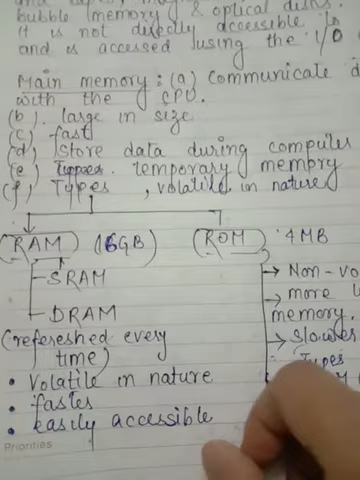 bubble memory & optical disks.
It is not directly accessible to
and is accessed using the I/O
Main memory: (a) communicate d
with the CPU.
(b). large in size
(c) fast
(d) Store data during computer
(e) temporary memory
(f) Types , volatile in nature
RAM (16GB) ROM : 4MB
SRAM → Non-vo
DRAM → more
memory.
(refereshed every → Slower
time) Types
• Volatile in nature
• faster
• easily accessible
Priorities